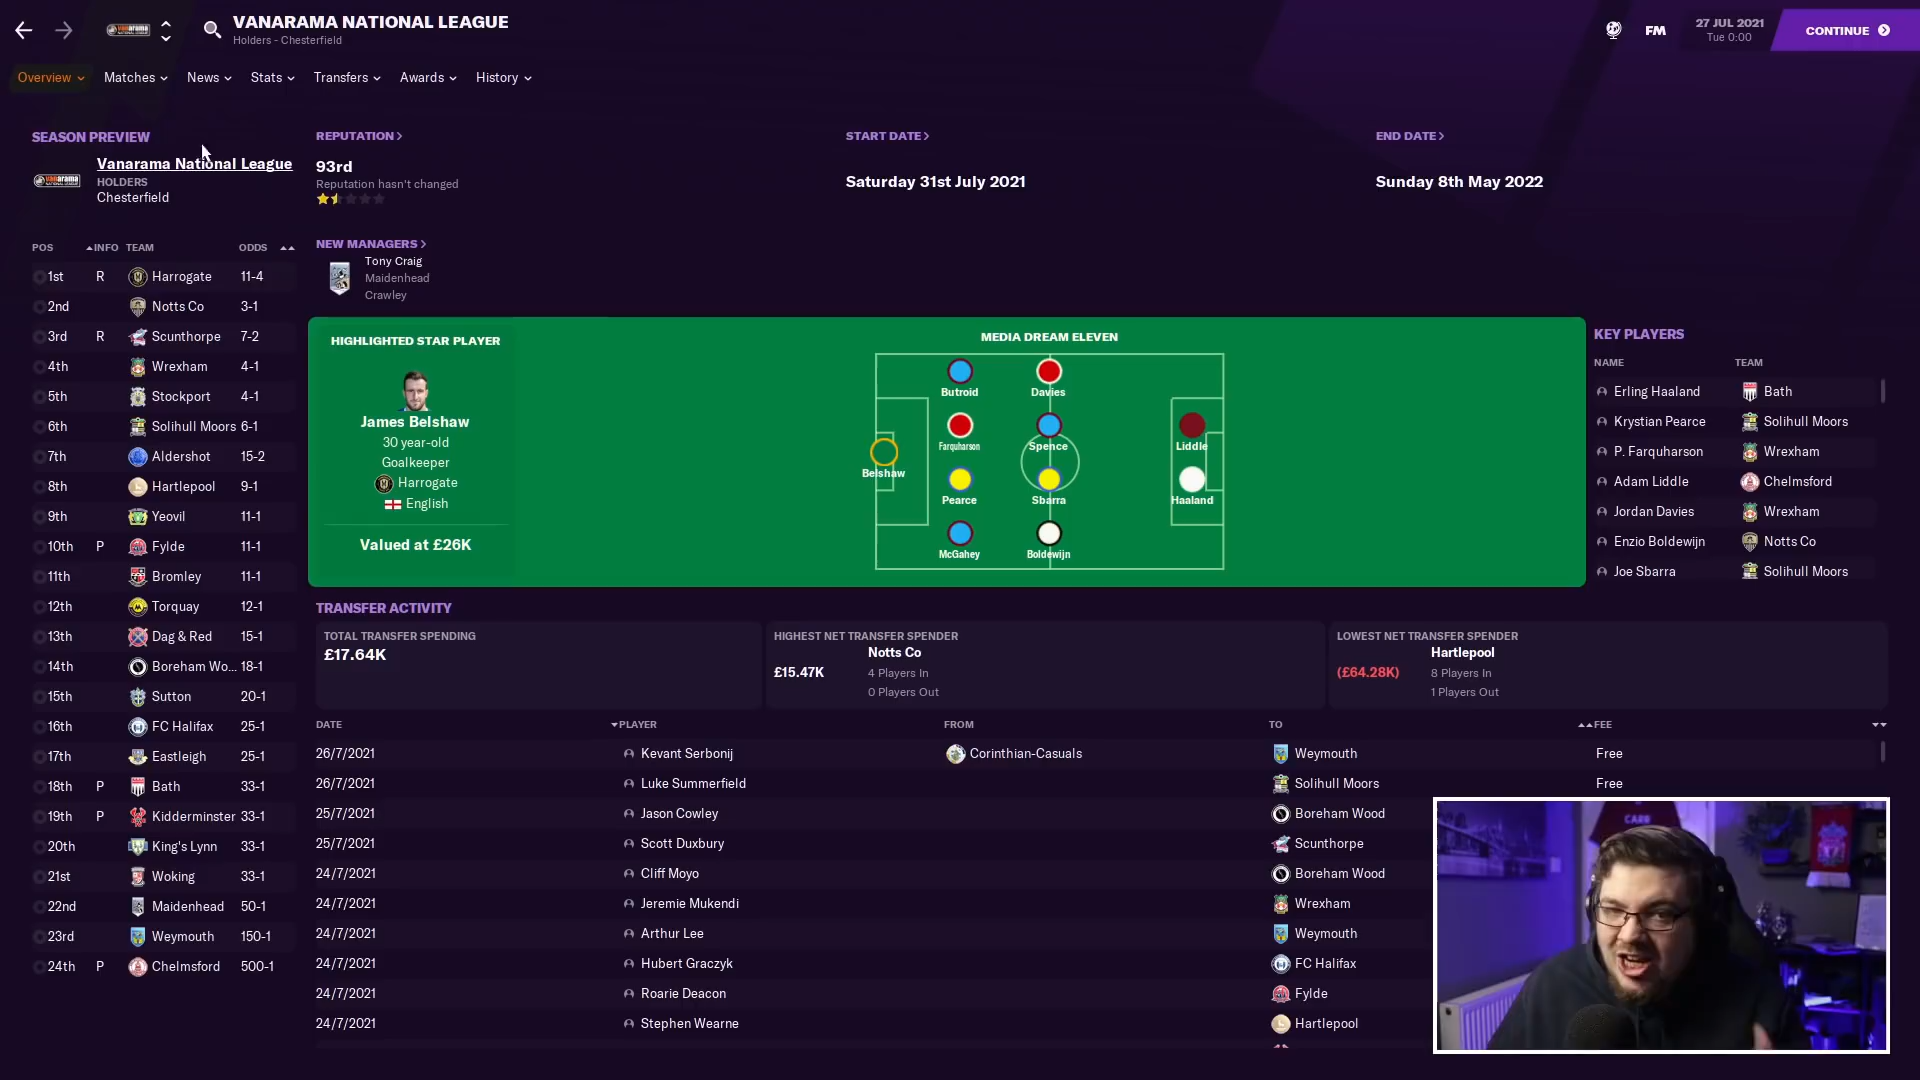 VANARAMA NATIONAL LEAGUE
Holders - Chesterfield
FM
27 JUL 2021
Tue 0:00
CONTINUE
Overview Matches News Stats Transfers Awards History
SEASON PREVIEW
Vanarama National League
HOLDERS
Chesterfield
REPUTATION
93rd
Reputation hasn't changed
START DATE
Saturday 31st July 2021
END DATE
Sunday 8th May 2022
NEW MANAGERS
Tony Craig
Maidenhead
Crawley
POS INFO TEAM ODDS
1st R Harrogate 11-4
2nd Notts Co 3-1
3rd R Scunthorpe 7-2
4th Wrexham 4-1
5th Stockport 4-1
6th Solihull Moors 6-1
7th Aldershot 15-2
8th Hartlepool 9-1
9th Yeovil 11-1
10th P Fylde 11-1
11th Bromley 11-1
12th Torquay 12-1
13th Dag & Red 15-1
14th Boreham Wo... 18-1
15th Sutton 20-1
16th FC Halifax 25-1
17th Eastleigh 25-1
18th P Bath 33-1
19th P Kidderminster 33-1
20th King's Lynn 33-1
21st Woking 33-1
22nd Maidenhead 50-1
23rd Weymouth 150-1
24th P Chelmsford 500-1
HIGHLIGHTED STAR PLAYER
James Belshaw
30 year-old
Goalkeeper
Harrogate
English
Valued at £26K
MEDIA DREAM ELEVEN
Butroid
Davies
Farquharson
Spence
Liddle
Belshaw
Pearce
Sbarra
Haaland
McGahey
Boldewijn
KEY PLAYERS
NAME TEAM
Erling Haaland Bath
Krystian Pearce Solihull Moors
P. Farquharson Wrexham
Adam Liddle Chelmsford
Jordan Davies Wrexham
Enzio Boldewijn Notts Co
Joe Sbarra Solihull Moors
TRANSFER ACTIVITY
TOTAL TRANSFER SPENDING
£17.64K
HIGHEST NET TRANSFER SPENDER
Notts Co
£15.47K
4 Players In
0 Players Out
LOWEST NET TRANSFER SPENDER
Hartlepool
(£64.28K)
8 Players In
1 Players Out
DATE PLAYER FROM TO FEE
26/7/2021 Kevant Serbonij Corinthian-Casuals Weymouth Free
26/7/2021 Luke Summerfield Solihull Moors Free
25/7/2021 Jason Cowley Boreham Wood
25/7/2021 Scott Duxbury Scunthorpe
24/7/2021 Cliff Moyo Boreham Wood
24/7/2021 Jeremie Mukendi Wrexham
24/7/2021 Arthur Lee Weymouth
24/7/2021 Hubert Graczyk FC Halifax
24/7/2021 Roarie Deacon Fylde
24/7/2021 Stephen Wearne Hartlepool
CARR